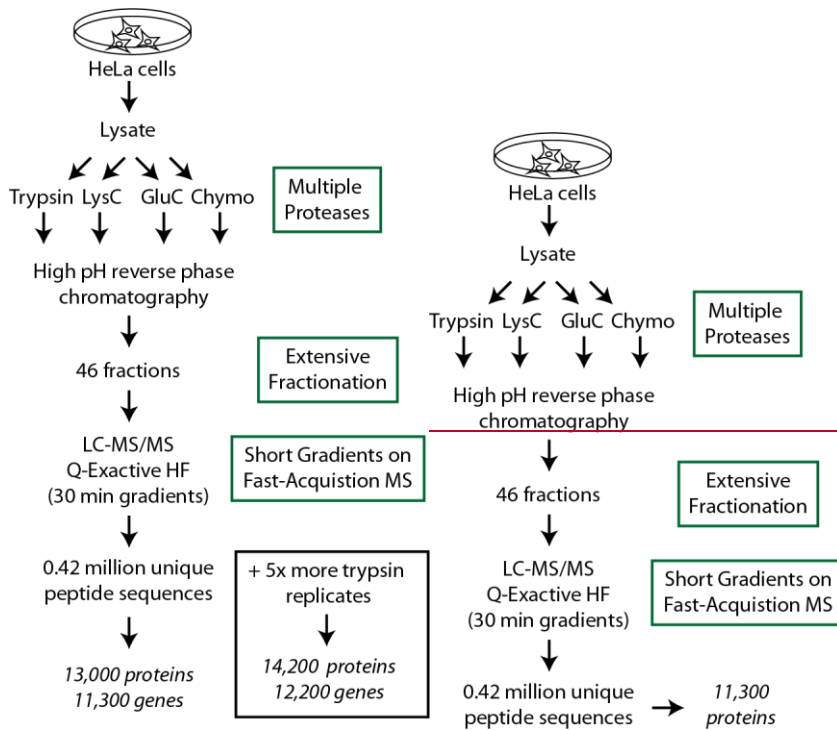 HeLa cells
Lysate
Trypsin LysC GluC Chymo
Multiple
Proteases
High pH reverse phase
chromatography
46 fractions
Extensive
Fractionation
LC-MS/MS
Q-Exactive HF
(30 min gradients)
Short Gradients on
Fast-Acquistion MS
0.42 million unique
peptide sequences
+ 5x more trypsin
replicates
13,000 proteins
11,300 genes
14,200 proteins
12,200 genes
HeLa cells
Lysate
Trypsin LysC GluC Chymo
Multiple
Proteases
High pH reverse phase
chromatography
46 fractions
Extensive
Fractionation
LC-MS/MS
Q-Exactive HF
(30 min gradients)
Short Gradients on
Fast-Acquistion MS
0.42 million unique
peptide sequences
11,300
proteins